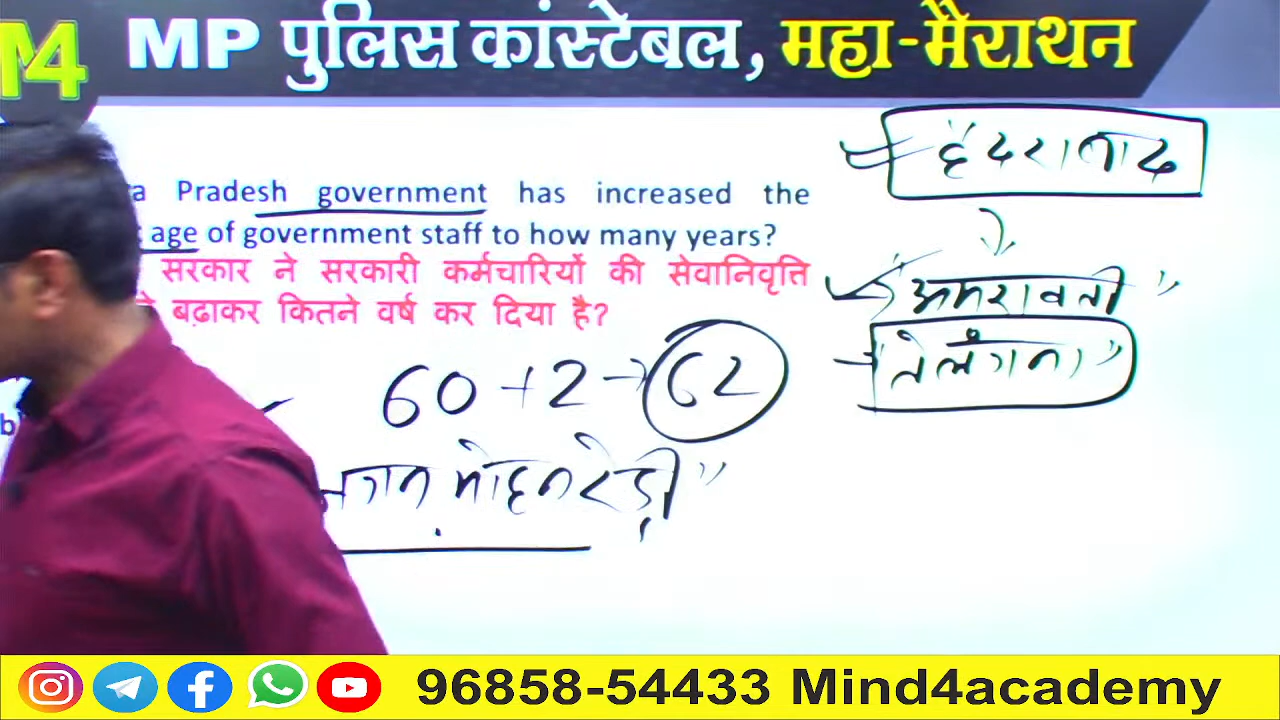 M4
MP पुलिस कांस्टेबल, महा-मैराथन
a Pradesh government has increased the
age of government staff to how many years?
सरकार ने सरकारी कर्मचारियों की सेवानिवृत्ति
बढ़ाकर कितने वर्ष कर दिया है?
हैदराबाद
अमरावती
"तेलंगाना"
60+2→62
जगन मोहन रेड्डी"
b
96858-54433 Mind4academy